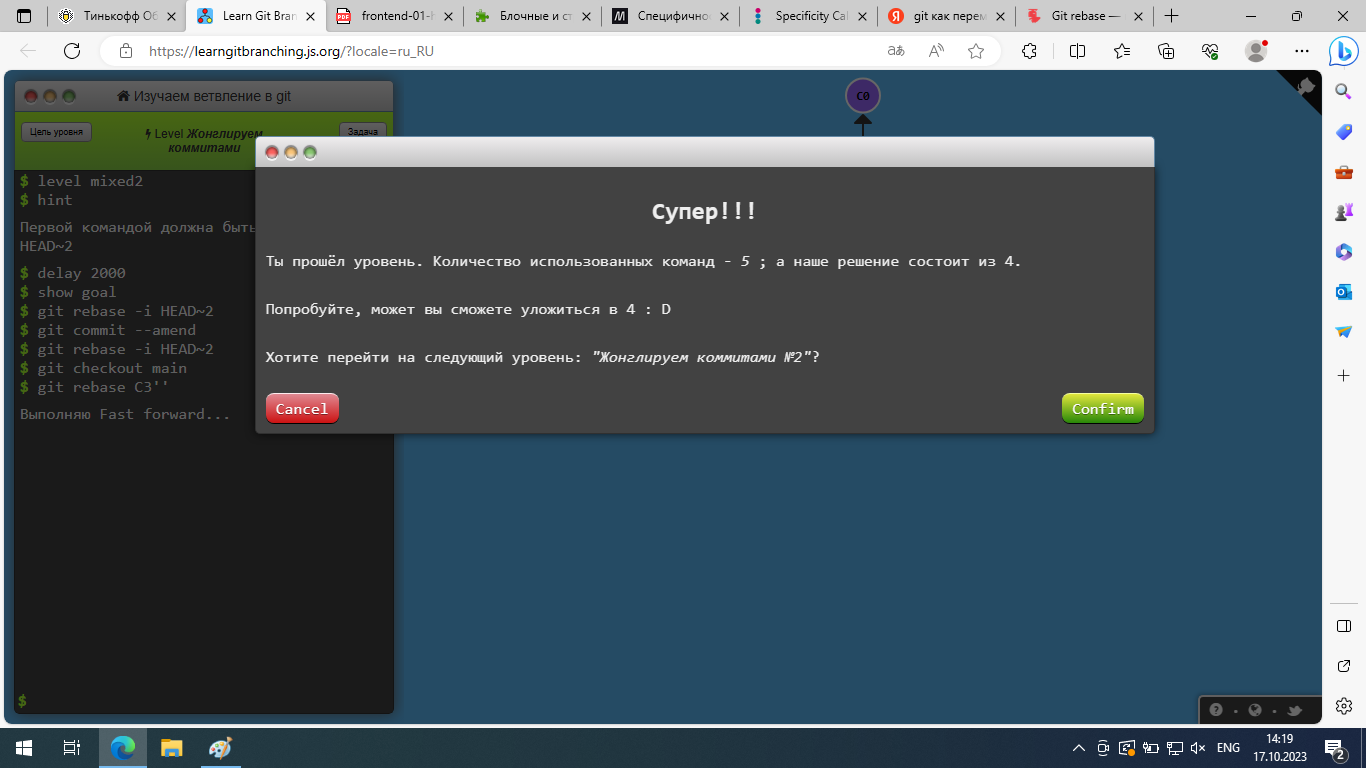 Тинькофф Об
Learn Git Bran
frontend-01-h
Блочные и ст
Специфичнос
Specificity Cal
git как перем
Git rebase —
https://learngitbranching.js.org/?locale=ru_RU
Изучаем ветвление в git
C0
Цель уровня
Level Жонглируем
коммитами
Задача
$ level mixed2
$ hint
Первой командой должна быть
HEAD~2
$ delay 2000
$ show goal
$ git rebase -i HEAD~2
$ git commit --amend
$ git rebase -i HEAD~2
$ git checkout main
$ git rebase C3''
Выполняю Fast forward...
$
Супер!!!
Ты прошёл уровень. Количество использованных команд - 5 ; а наше решение состоит из 4.
Попробуйте, может вы сможете уложиться в 4 : D
Хотите перейти на следующий уровень: "Жонглируем коммитами №2"?
Cancel
Confirm
ENG
14:19
17.10.2023
2